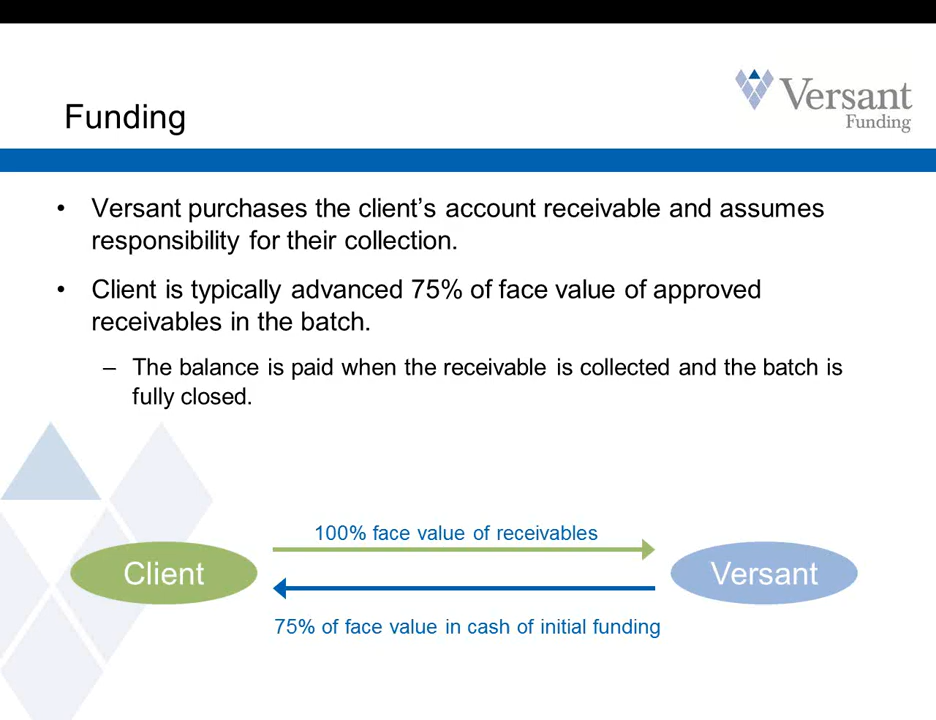 Versant
Funding
Funding
• Versant purchases the client’s account receivable and assumes
responsibility for their collection.
• Client is typically advanced 75% of face value of approved
receivables in the batch.
– The balance is paid when the receivable is collected and the batch is
fully closed.
100% face value of receivables
Client
Versant
75% of face value in cash of initial funding